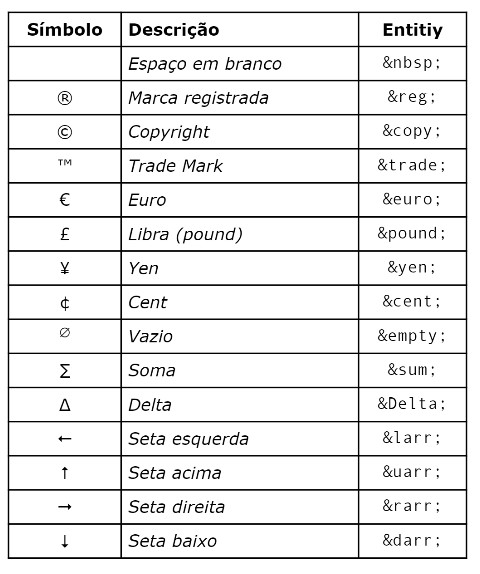 Símbolo Descrição Entitiy
Espaço em branco &nbsp;
® Marca registrada &reg;
© Copyright &copy;
™ Trade Mark &trade;
€ Euro &euro;
£ Libra (pound) &pound;
¥ Yen &yen;
¢ Cent &cent;
∅ Vazio &empty;
∑ Soma &sum;
Δ Delta &Delta;
← Seta esquerda &larr;
↑ Seta acima &uarr;
→ Seta direita &rarr;
↓ Seta baixo &darr;